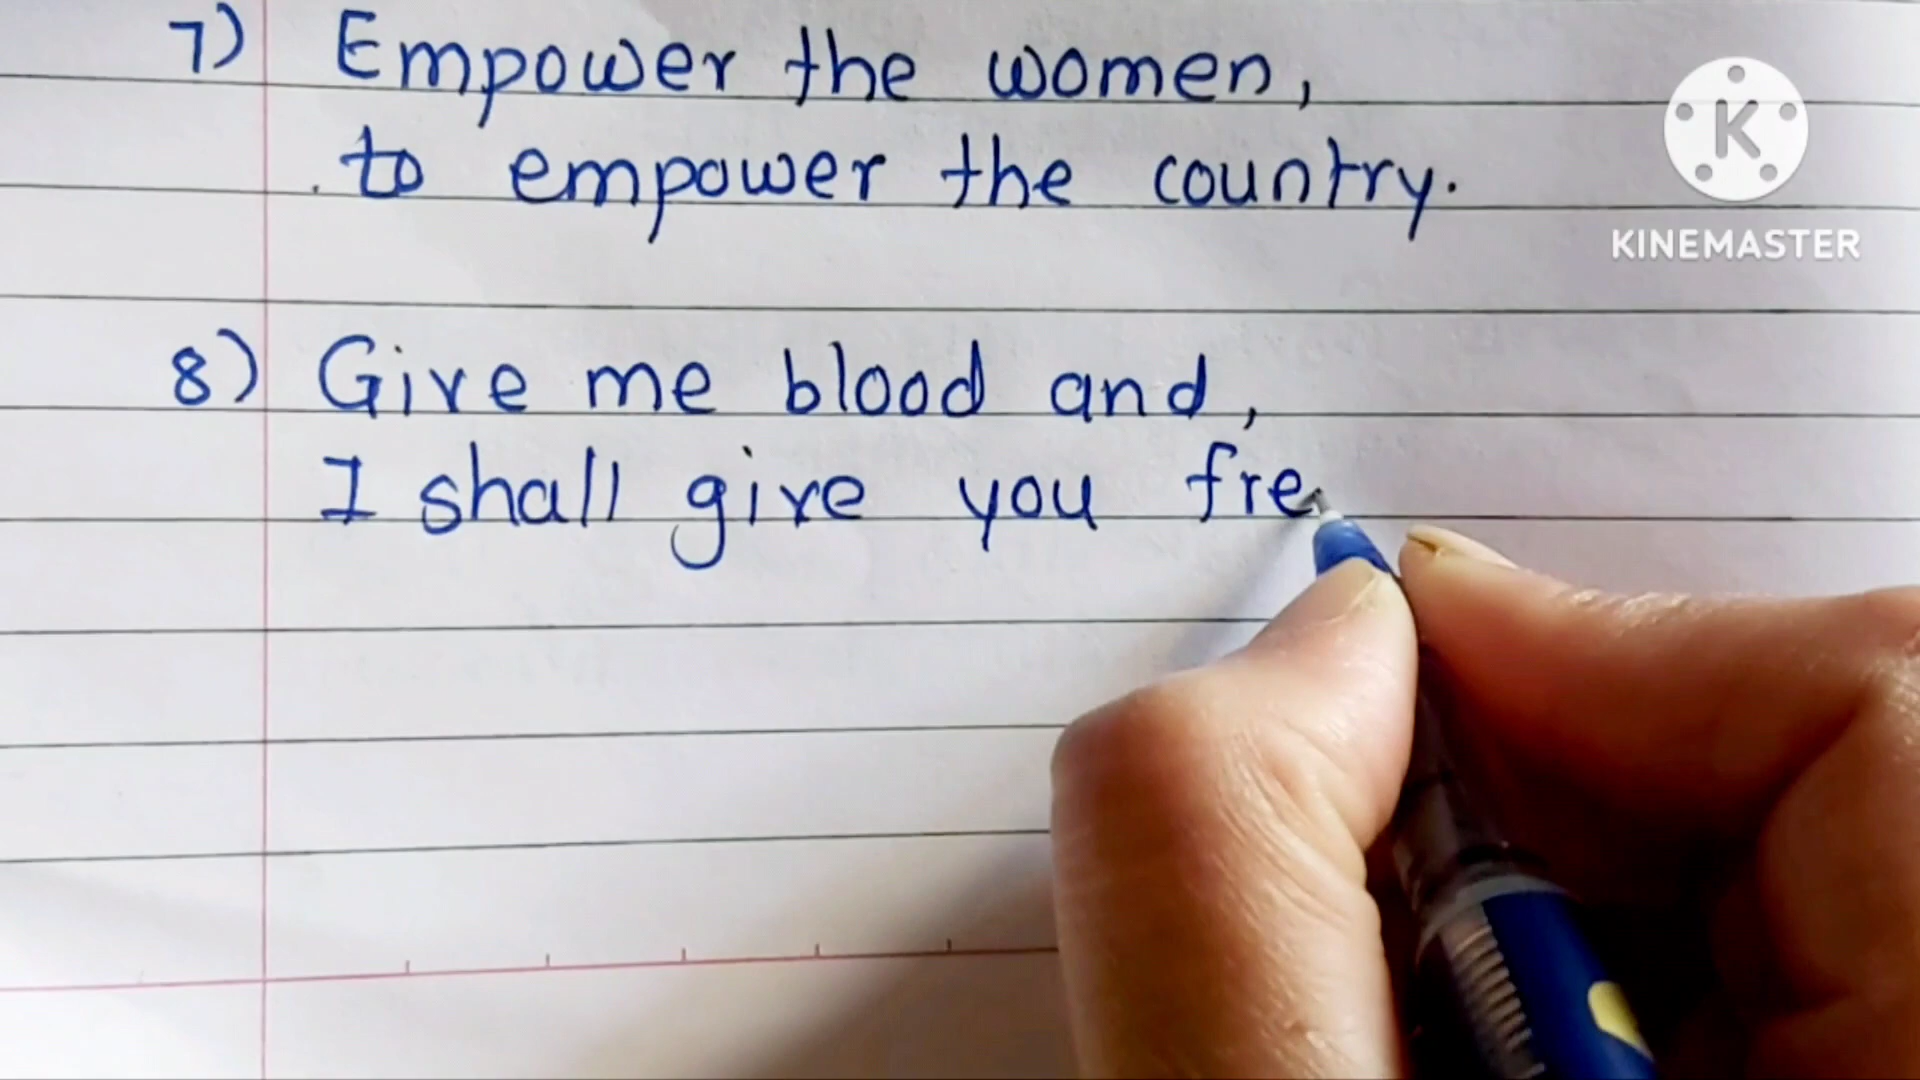 7) Empower the women,
to empower the country.
8) Give me blood and,
I shall give you fre
K
KINEMASTER